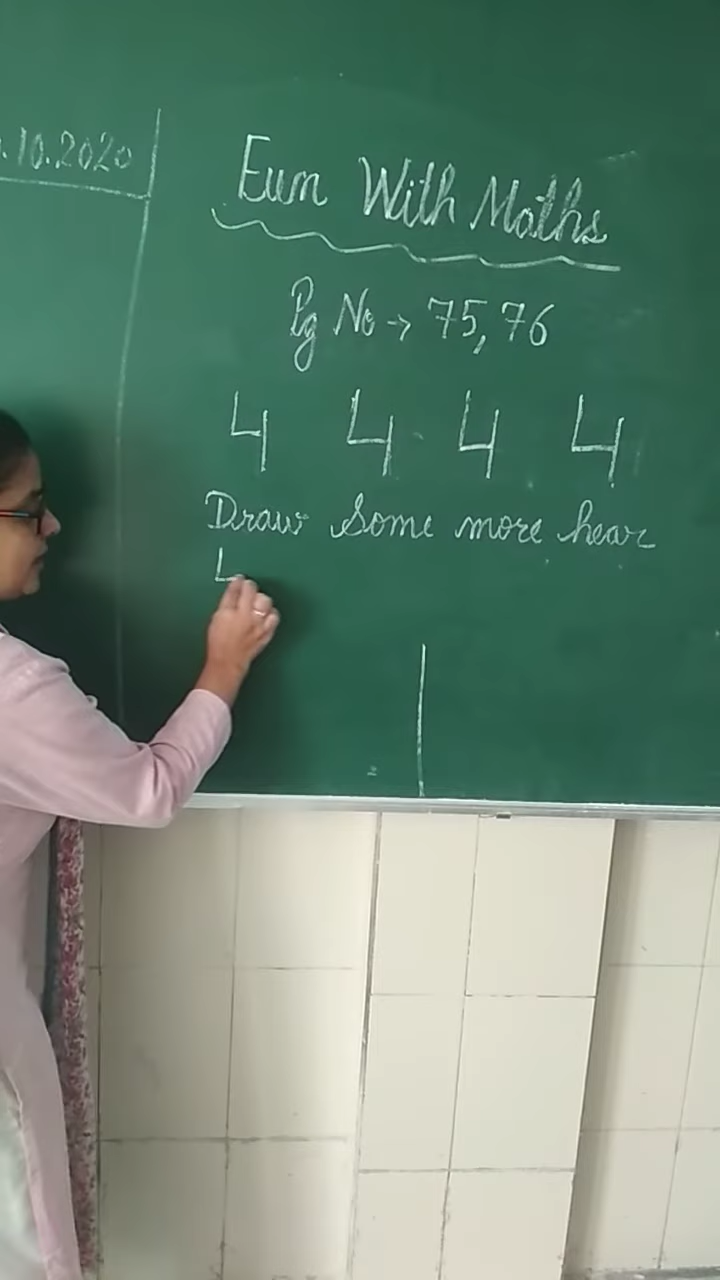 .10.2020
Eun With Maths
Pg No → 75, 76
4 4 4 4
Draw Some more hear